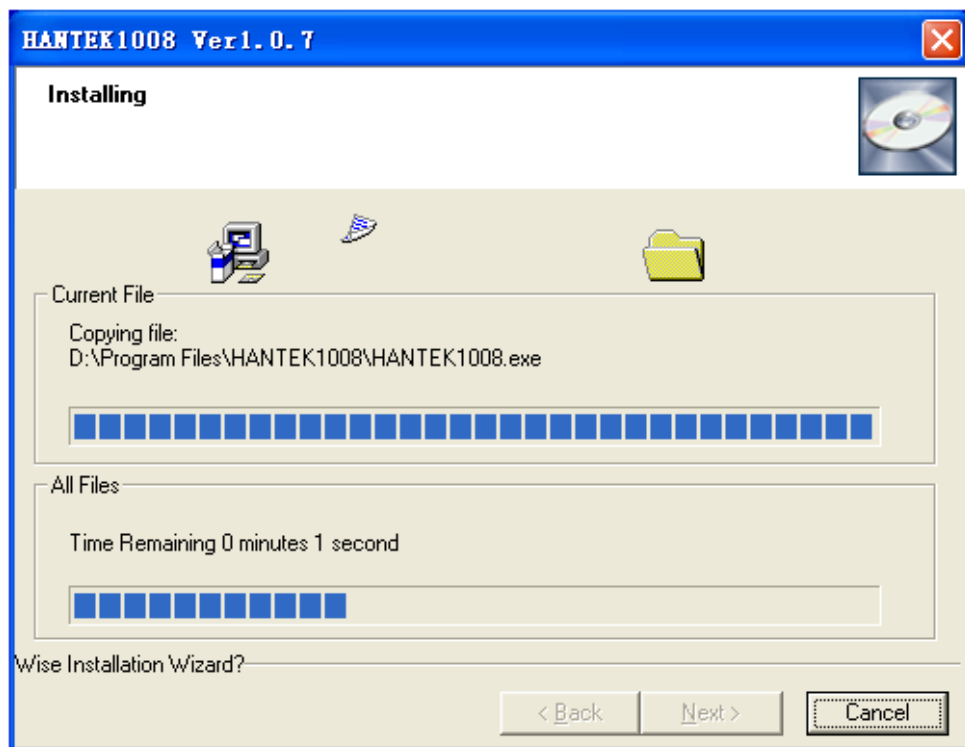 HANTEK1008 Ver1.0.7
Installing
Current File
Copying file:
D:\Program Files\HANTEK1008\HANTEK1008.exe
All Files
Time Remaining 0 minutes 1 second
Wise Installation Wizard?
< Back
Next >
Cancel